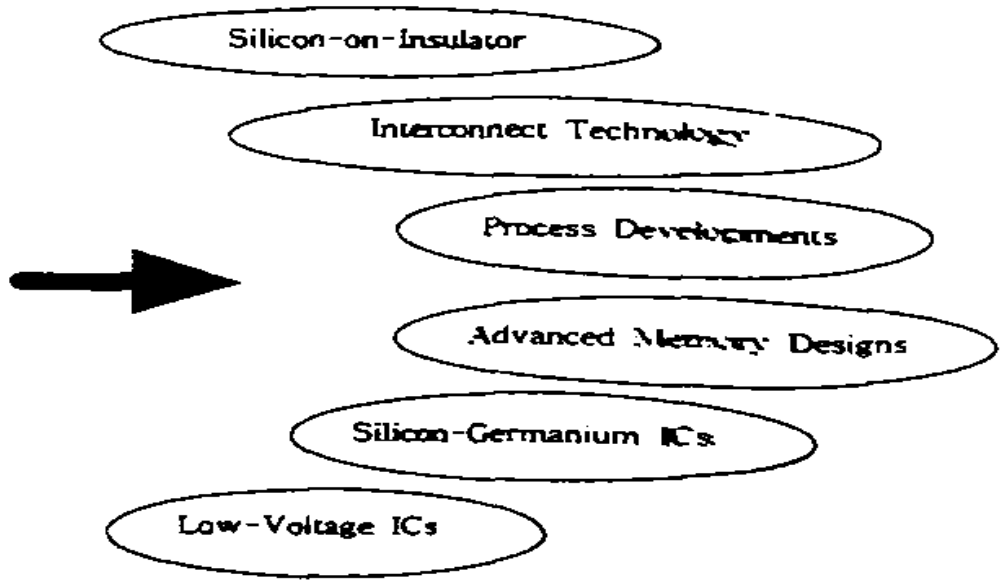 Silicon-on-Insulator
Interconnect Technology
Process Developments
Advanced Memory Designs
Silicon-Germanium ICs
Low-Voltage ICs